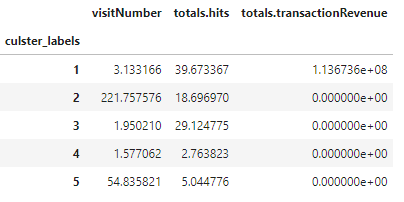 visitNumber totals.hits totals.transactionRevenue
culster_labels
1 3.133166 39.673367 1.136736e+08
2 221.757576 18.696970 0.000000e+00
3 1.950210 29.124775 0.000000e+00
4 1.577062 2.763823 0.000000e+00
5 54.835821 5.044776 0.000000e+00